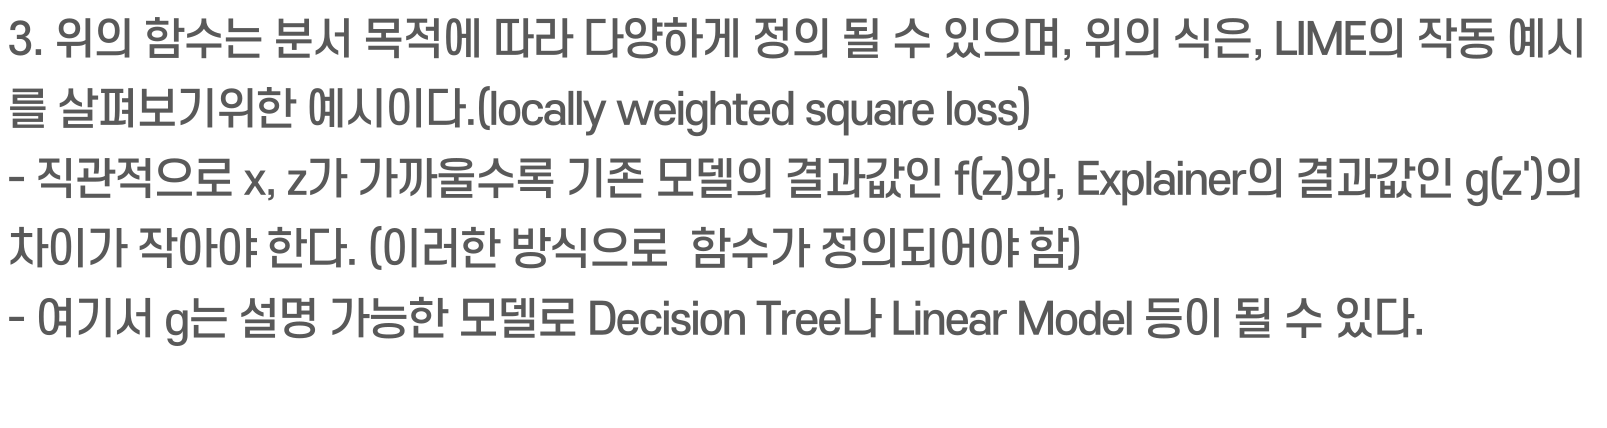 3. 위의 함수는 분서 목적에 따라 다양하게 정의 될 수 있으며, 위의 식은, LIME의 작동 예시
를 살펴보기위한 예시이다.(locally weighted square loss)
- 직관적으로 x, z가 가까울수록 기존 모델의 결과값인 f(z)와, Explainer의 결과값인 g(z')의
차이가 작아야 한다. (이러한 방식으로  함수가 정의되어야 함)
- 여기서 g는 설명 가능한 모델로 Decision Tree나 Linear Model 등이 될 수 있다.